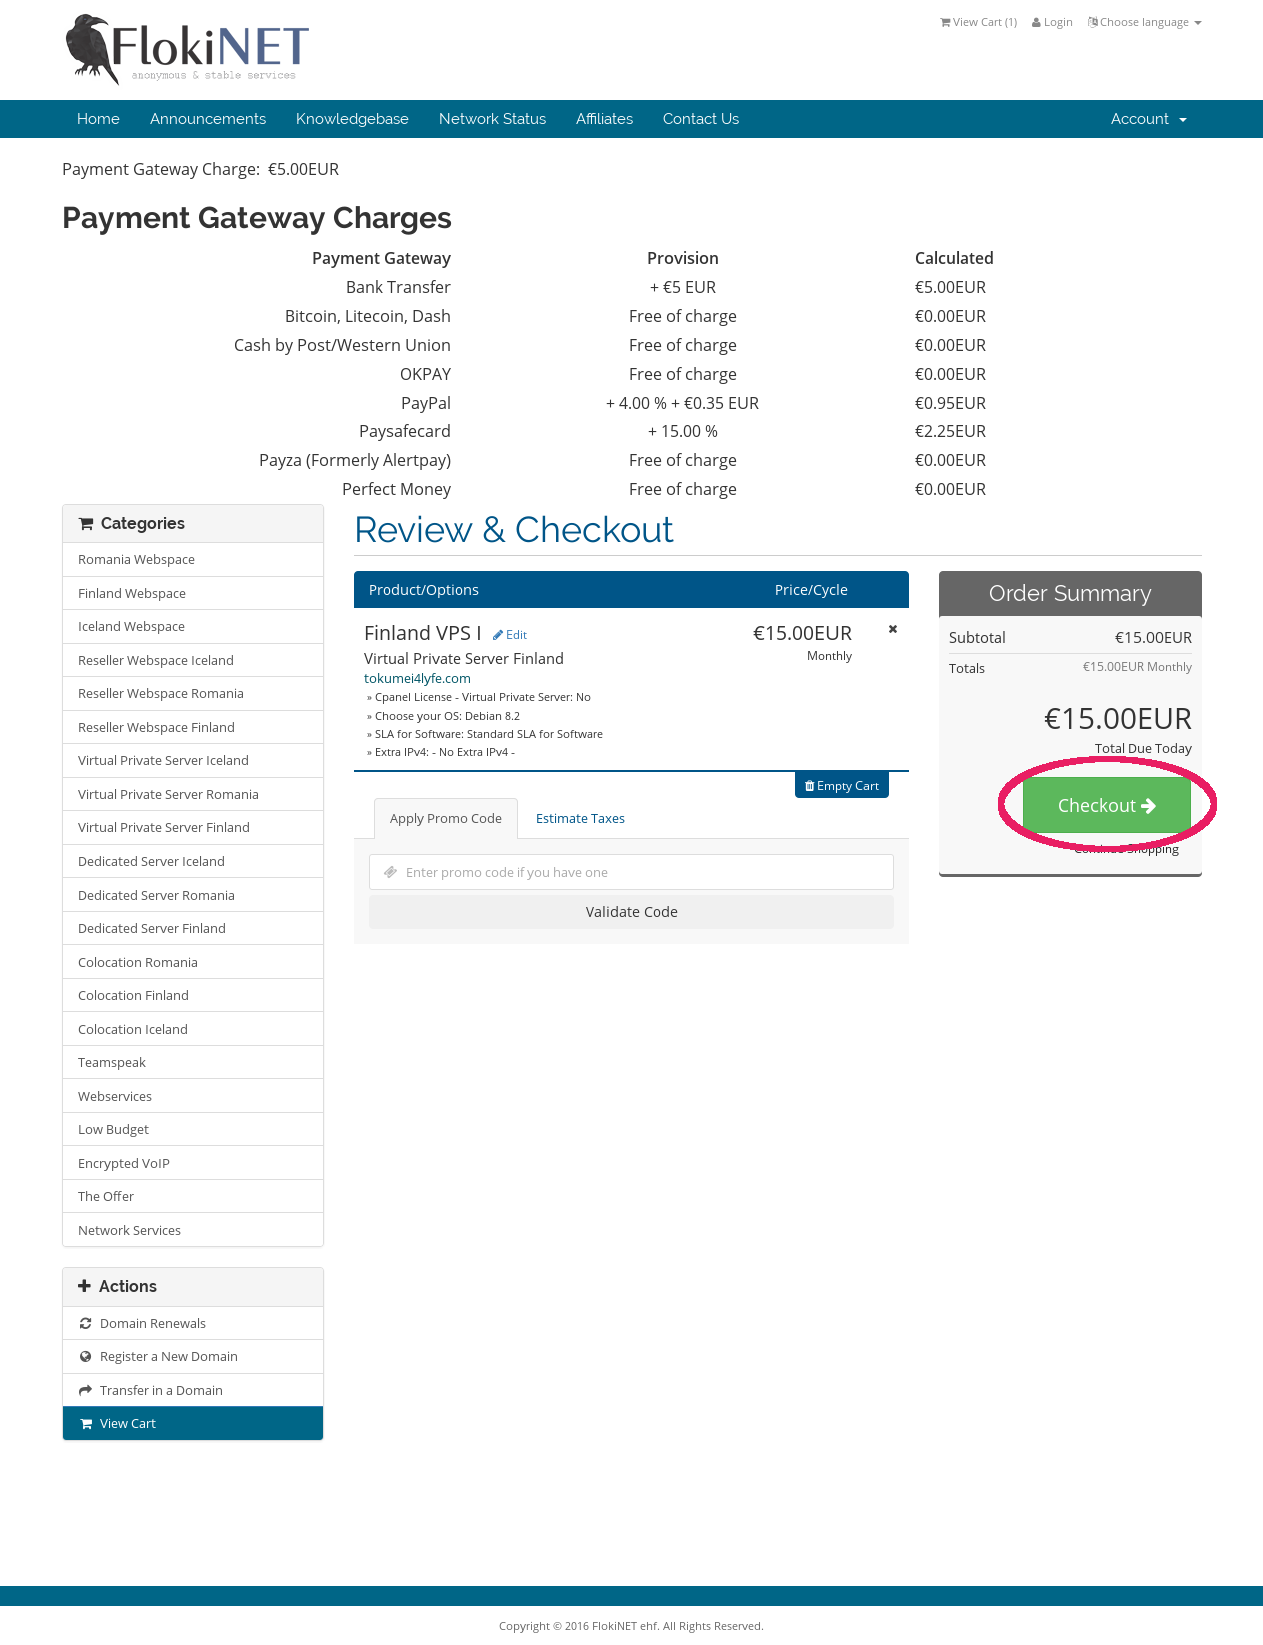 FlokiNET
anonymous & stable services
View Cart (1) Login Choose language
Home Announcements Knowledgebase Network Status Affiliates Contact Us Account
Payment Gateway Charge: €5.00EUR
Payment Gateway Charges
Payment Gateway Provision Calculated
Bank Transfer + €5 EUR €5.00EUR
Bitcoin, Litecoin, Dash Free of charge €0.00EUR
Cash by Post/Western Union Free of charge €0.00EUR
OKPAY Free of charge €0.00EUR
PayPal + 4.00 % + €0.35 EUR €0.95EUR
Paysafecard + 15.00 % €2.25EUR
Payza (Formerly Alertpay) Free of charge €0.00EUR
Perfect Money Free of charge €0.00EUR
Categories
Romania Webspace
Finland Webspace
Iceland Webspace
Reseller Webspace Iceland
Reseller Webspace Romania
Reseller Webspace Finland
Virtual Private Server Iceland
Virtual Private Server Romania
Virtual Private Server Finland
Dedicated Server Iceland
Dedicated Server Romania
Dedicated Server Finland
Colocation Romania
Colocation Finland
Colocation Iceland
Teamspeak
Webservices
Low Budget
Encrypted VoIP
The Offer
Network Services
Actions
Domain Renewals
Register a New Domain
Transfer in a Domain
View Cart
Review & Checkout
Product/Options Price/Cycle
Finland VPS I Edit €15.00EUR
Virtual Private Server Finland Monthly
tokumei4lyfe.com
» Cpanel License - Virtual Private Server: No
» Choose your OS: Debian 8.2
» SLA for Software: Standard SLA for Software
» Extra IPv4: - No Extra IPv4 -
Empty Cart
Apply Promo Code Estimate Taxes
Enter promo code if you have one
Validate Code
Order Summary
Subtotal €15.00EUR
Totals €15.00EUR Monthly
€15.00EUR
Total Due Today
Checkout
Continue Shopping
Copyright © 2016 FlokiNET ehf. All Rights Reserved.